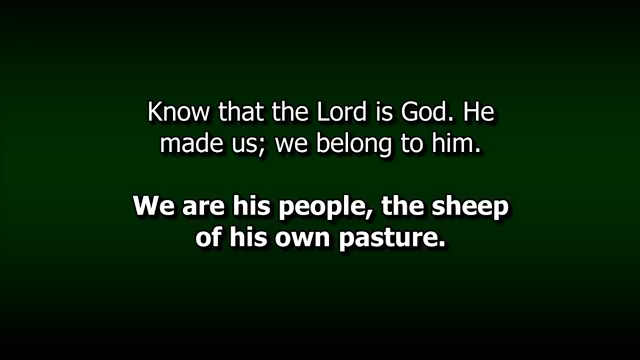 Know that the Lord is God. He
made us; we belong to him.
We are his people, the sheep
of his own pasture.